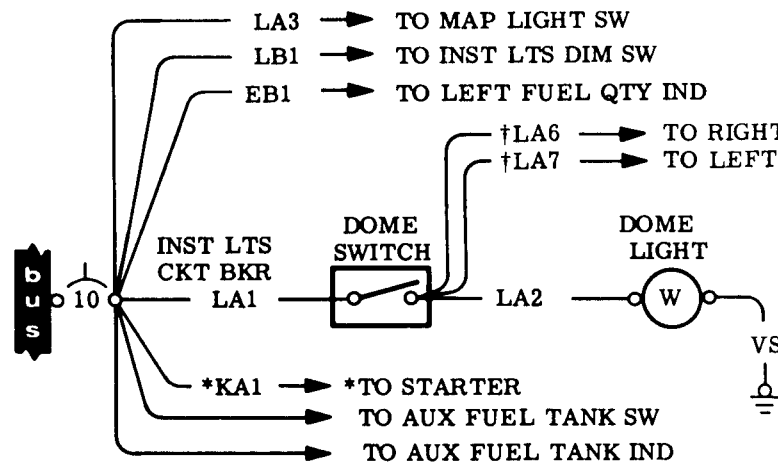 LA3 TO MAP LIGHT SW
LB1 TO INST LTS DIM SW
EB1 TO LEFT FUEL QTY IND
†LA6 TO RIGHT
†LA7 TO LEFT
INST LTS
CKT BKR
DOME
SWITCH
DOME
LIGHT
bus
10
LA1
LA2
W
VS
*KA1 *TO STARTER
TO AUX FUEL TANK SW
TO AUX FUEL TANK IND